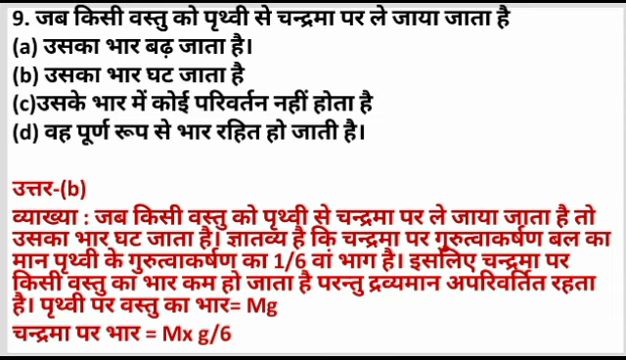 9. जब किसी वस्तु को पृथ्वी से चन्द्रमा पर ले जाया जाता है
(a) उसका भार बढ़ जाता है।
(b) उसका भार घट जाता है
(c)उसके भार में कोई परिवर्तन नहीं होता है
(d) वह पूर्ण रूप से भार रहित हो जाती है।
उत्तर-(b)
व्याख्या : जब किसी वस्तु को पृथ्वी से चन्द्रमा पर ले जाया जाता है तो
उसका भार घट जाता है। ज्ञातव्य है कि चन्द्रमा पर गुरुत्वाकर्षण बल का
मान पृथ्वी के गुरुत्वाकर्षण का 1/6 वां भाग है। इसलिए चन्द्रमा पर
किसी वस्तु का भार कम हो जाता है परन्तु द्रव्यमान अपरिवर्तित रहता
है। पृथ्वी पर वस्तु का भार= Mg
चन्द्रमा पर भार = Mx g/6